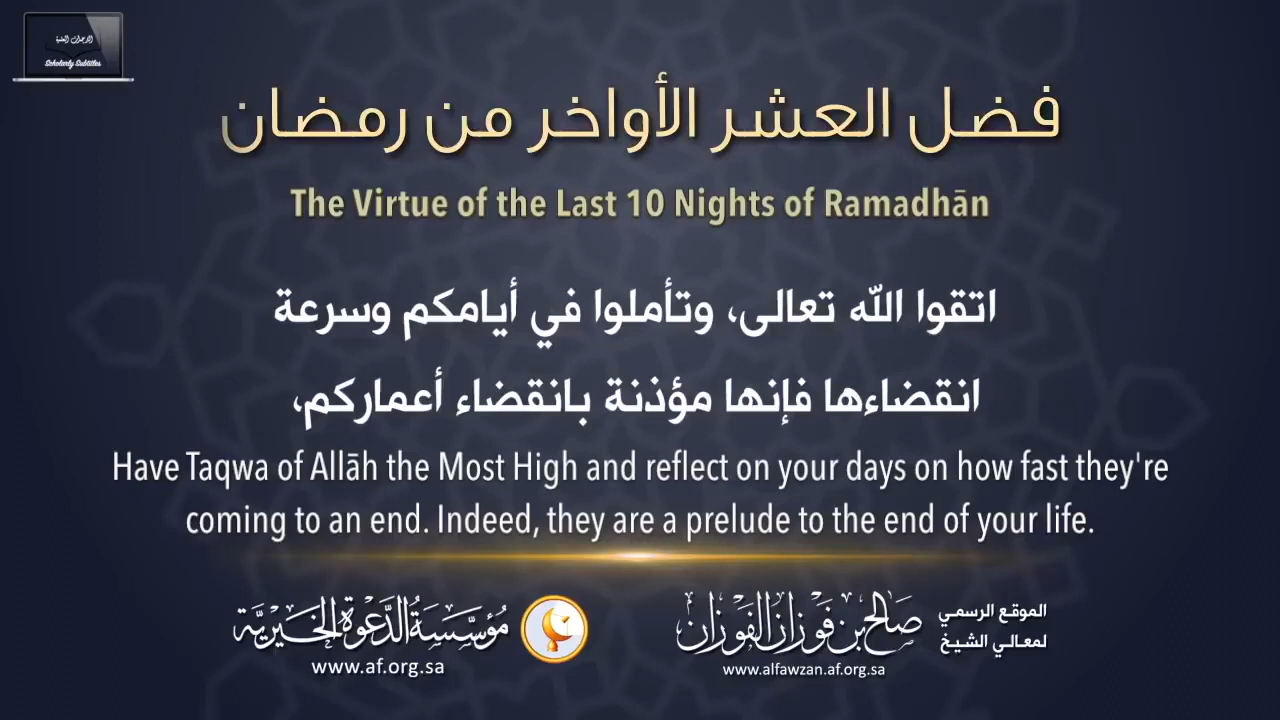 الترجمات العلمية
Scholarly Subtitles
فضل العشر الأواخر من رمضان
The Virtue of the Last 10 Nights of Ramadhān
اتقوا الله تعالى، وتأملوا في أيامكم وسرعة
انقضاءها فإنها مؤذنة بانقضاء أعماركم،
Have Taqwa of Allāh the Most High and reflect on your days on how fast they're
coming to an end. Indeed, they are a prelude to the end of your life.
الموقع الرسمي
لمعالي الشيخ
صالح بن فوزان الفوزان
www.alfawzan.af.org.sa
مؤسسة الدعوة الخيرية
www.af.org.sa